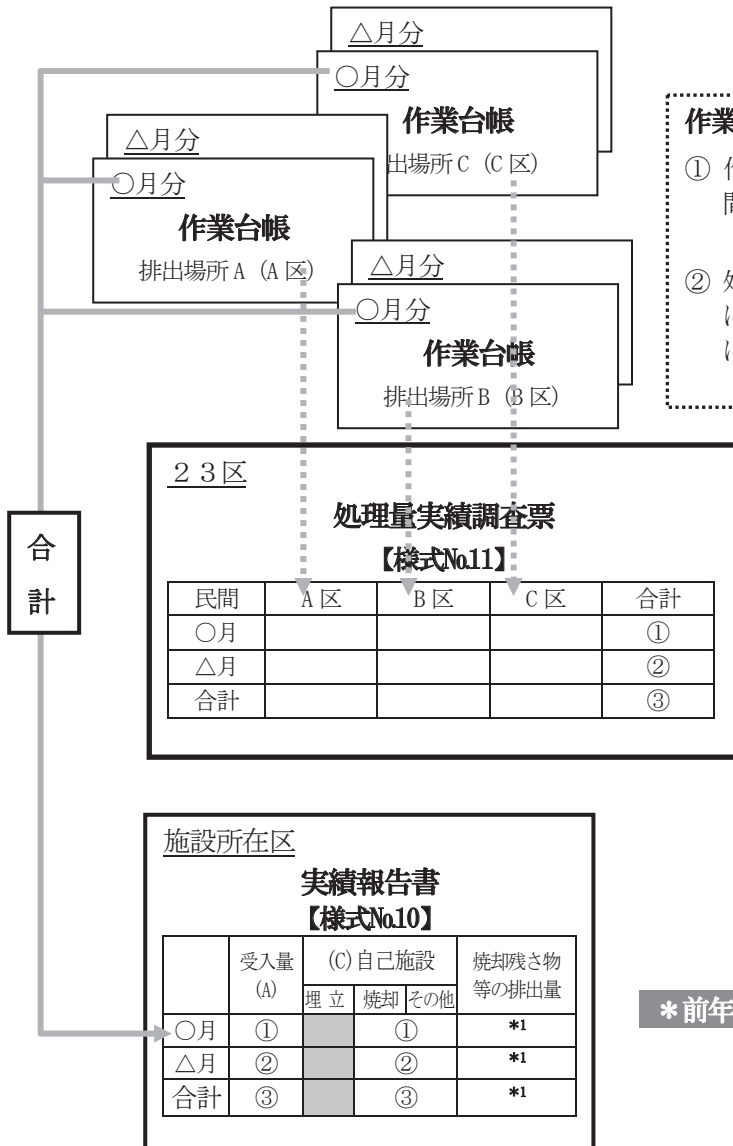 △月分
○月分
作業台帳
出場所C（C区）
△月分
○月分
作業台帳
排出場所A（A区）
△月分
○月分
作業台帳
排出場所B（B区）
作業
①
間
②
に
に
合計
２３区
処理量実績調査票
【様式No.11】
民間 A区 B区 C区 合計
○月 ①
△月 ②
合計 ③
施設所在区
実績報告書
【様式No.10】
受入量(A) (C)自己施設 焼却残さ物等の排出量
埋立 焼却 その他
○月 ① ① *1
△月 ② ② *1
合計 ③ ③ *1
＊前年